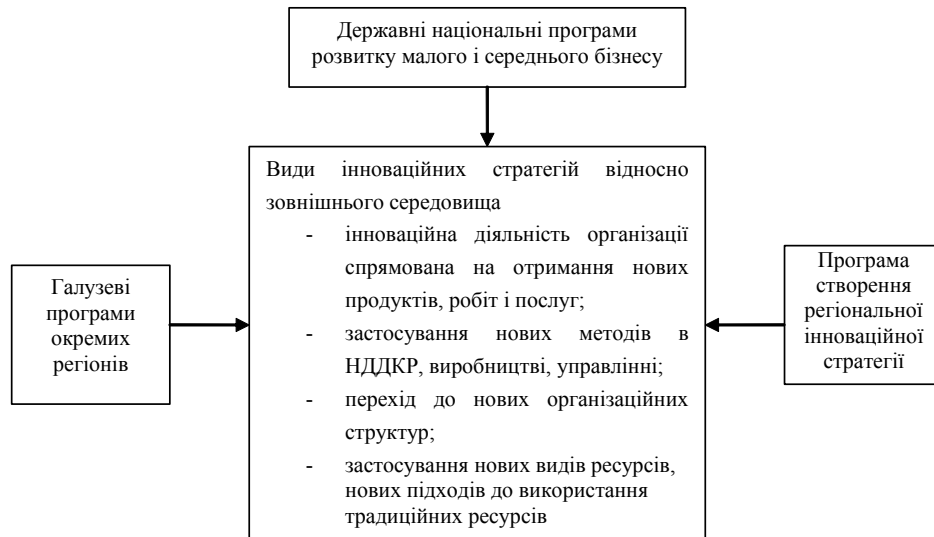 Державні національні програми
розвитку малого і середнього бізнесу
Види інноваційних стратегій відносно
зовнішнього середовища
- інноваційна діяльність організації
спрямована на отримання нових
продуктів, робіт і послуг;
- застосування нових методів в
НДДКР, виробництві, управлінні;
- перехід до нових організаційних
структур;
- застосування нових видів ресурсів,
нових підходів до використання
традиційних ресурсів
Галузеві
програми
окремих
регіонів
Програма
створення
регіональної
інноваційної
стратегії